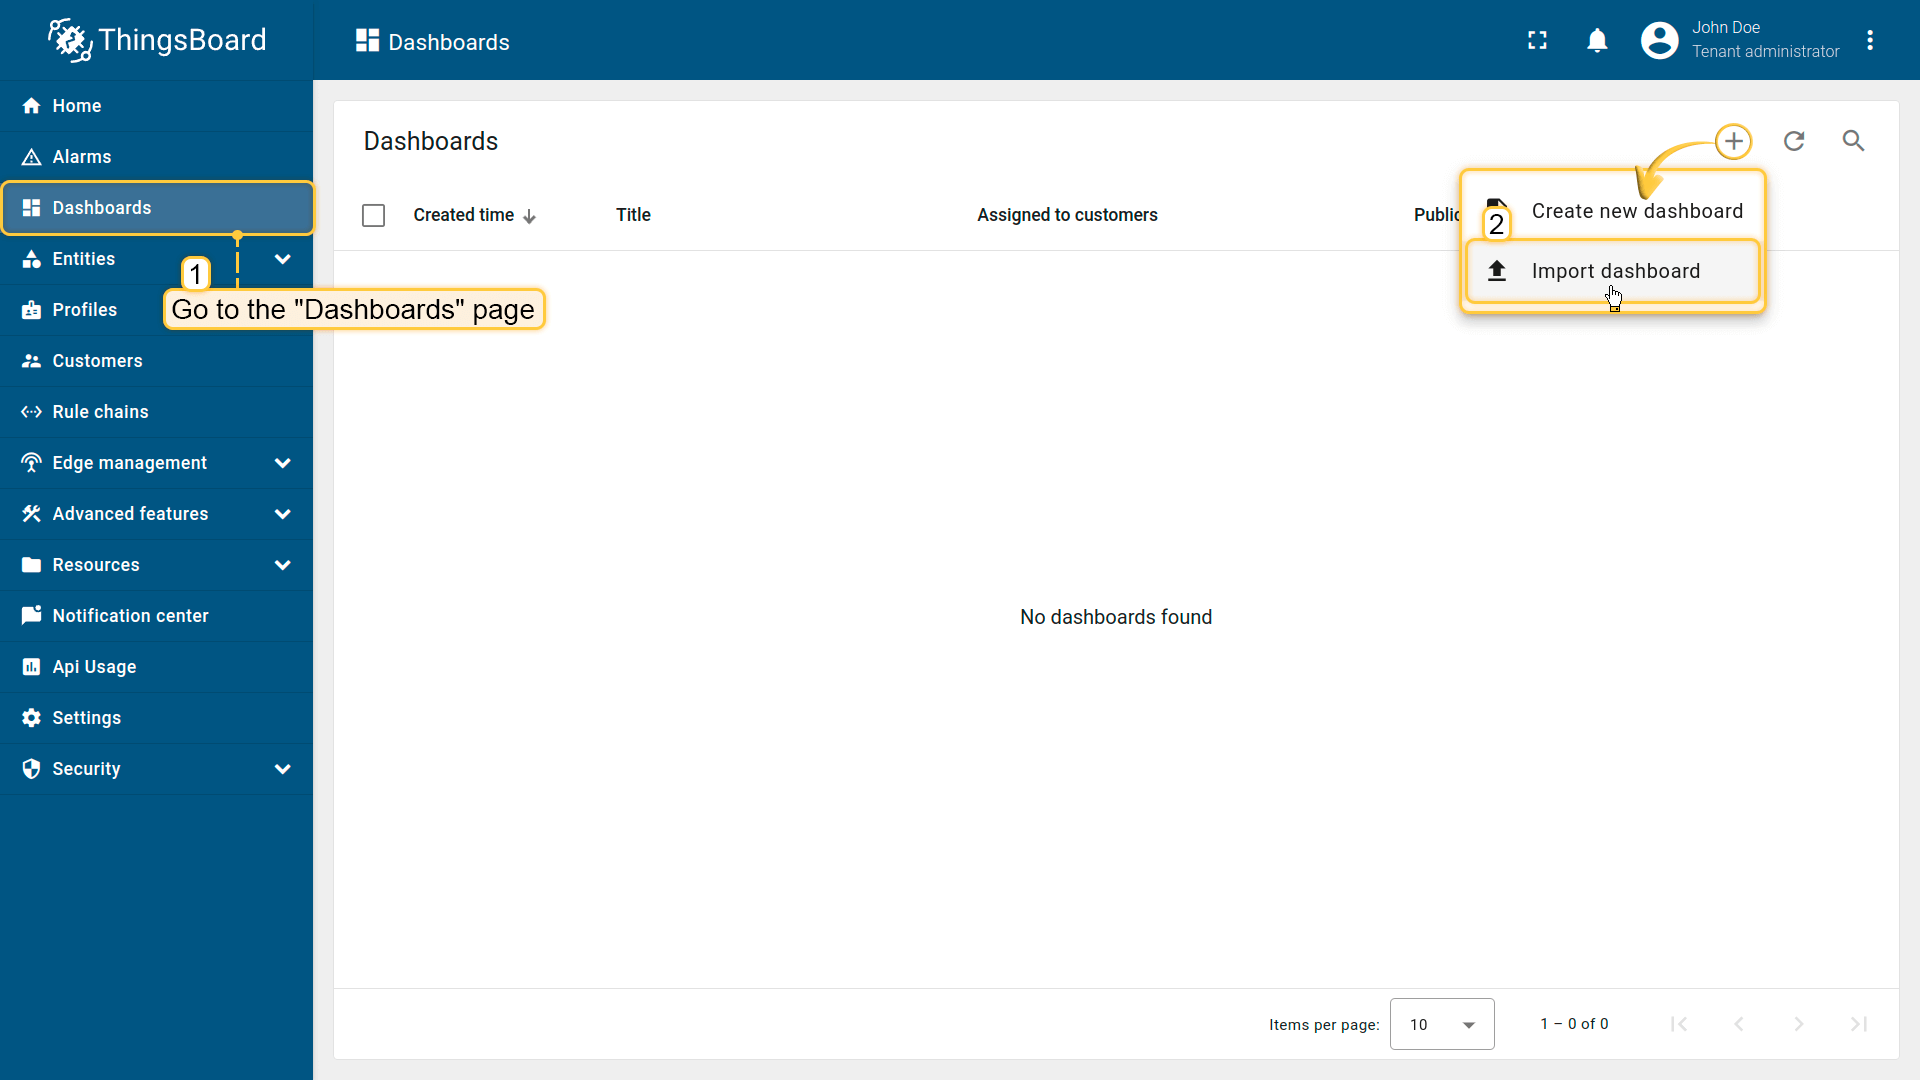 ThingsBoard
Dashboards
John Doe
Tenant administrator
Home
Alarms
Dashboards
Entities
Profiles
Customers
Rule chains
Edge management
Advanced features
Resources
Notification center
Api Usage
Settings
Security
1
Go to the "Dashboards" page
Dashboards
Created time
Title
Assigned to customers
Public
Create new dashboard
2
Import dashboard
No dashboards found
Items per page:
10
1 – 0 of 0